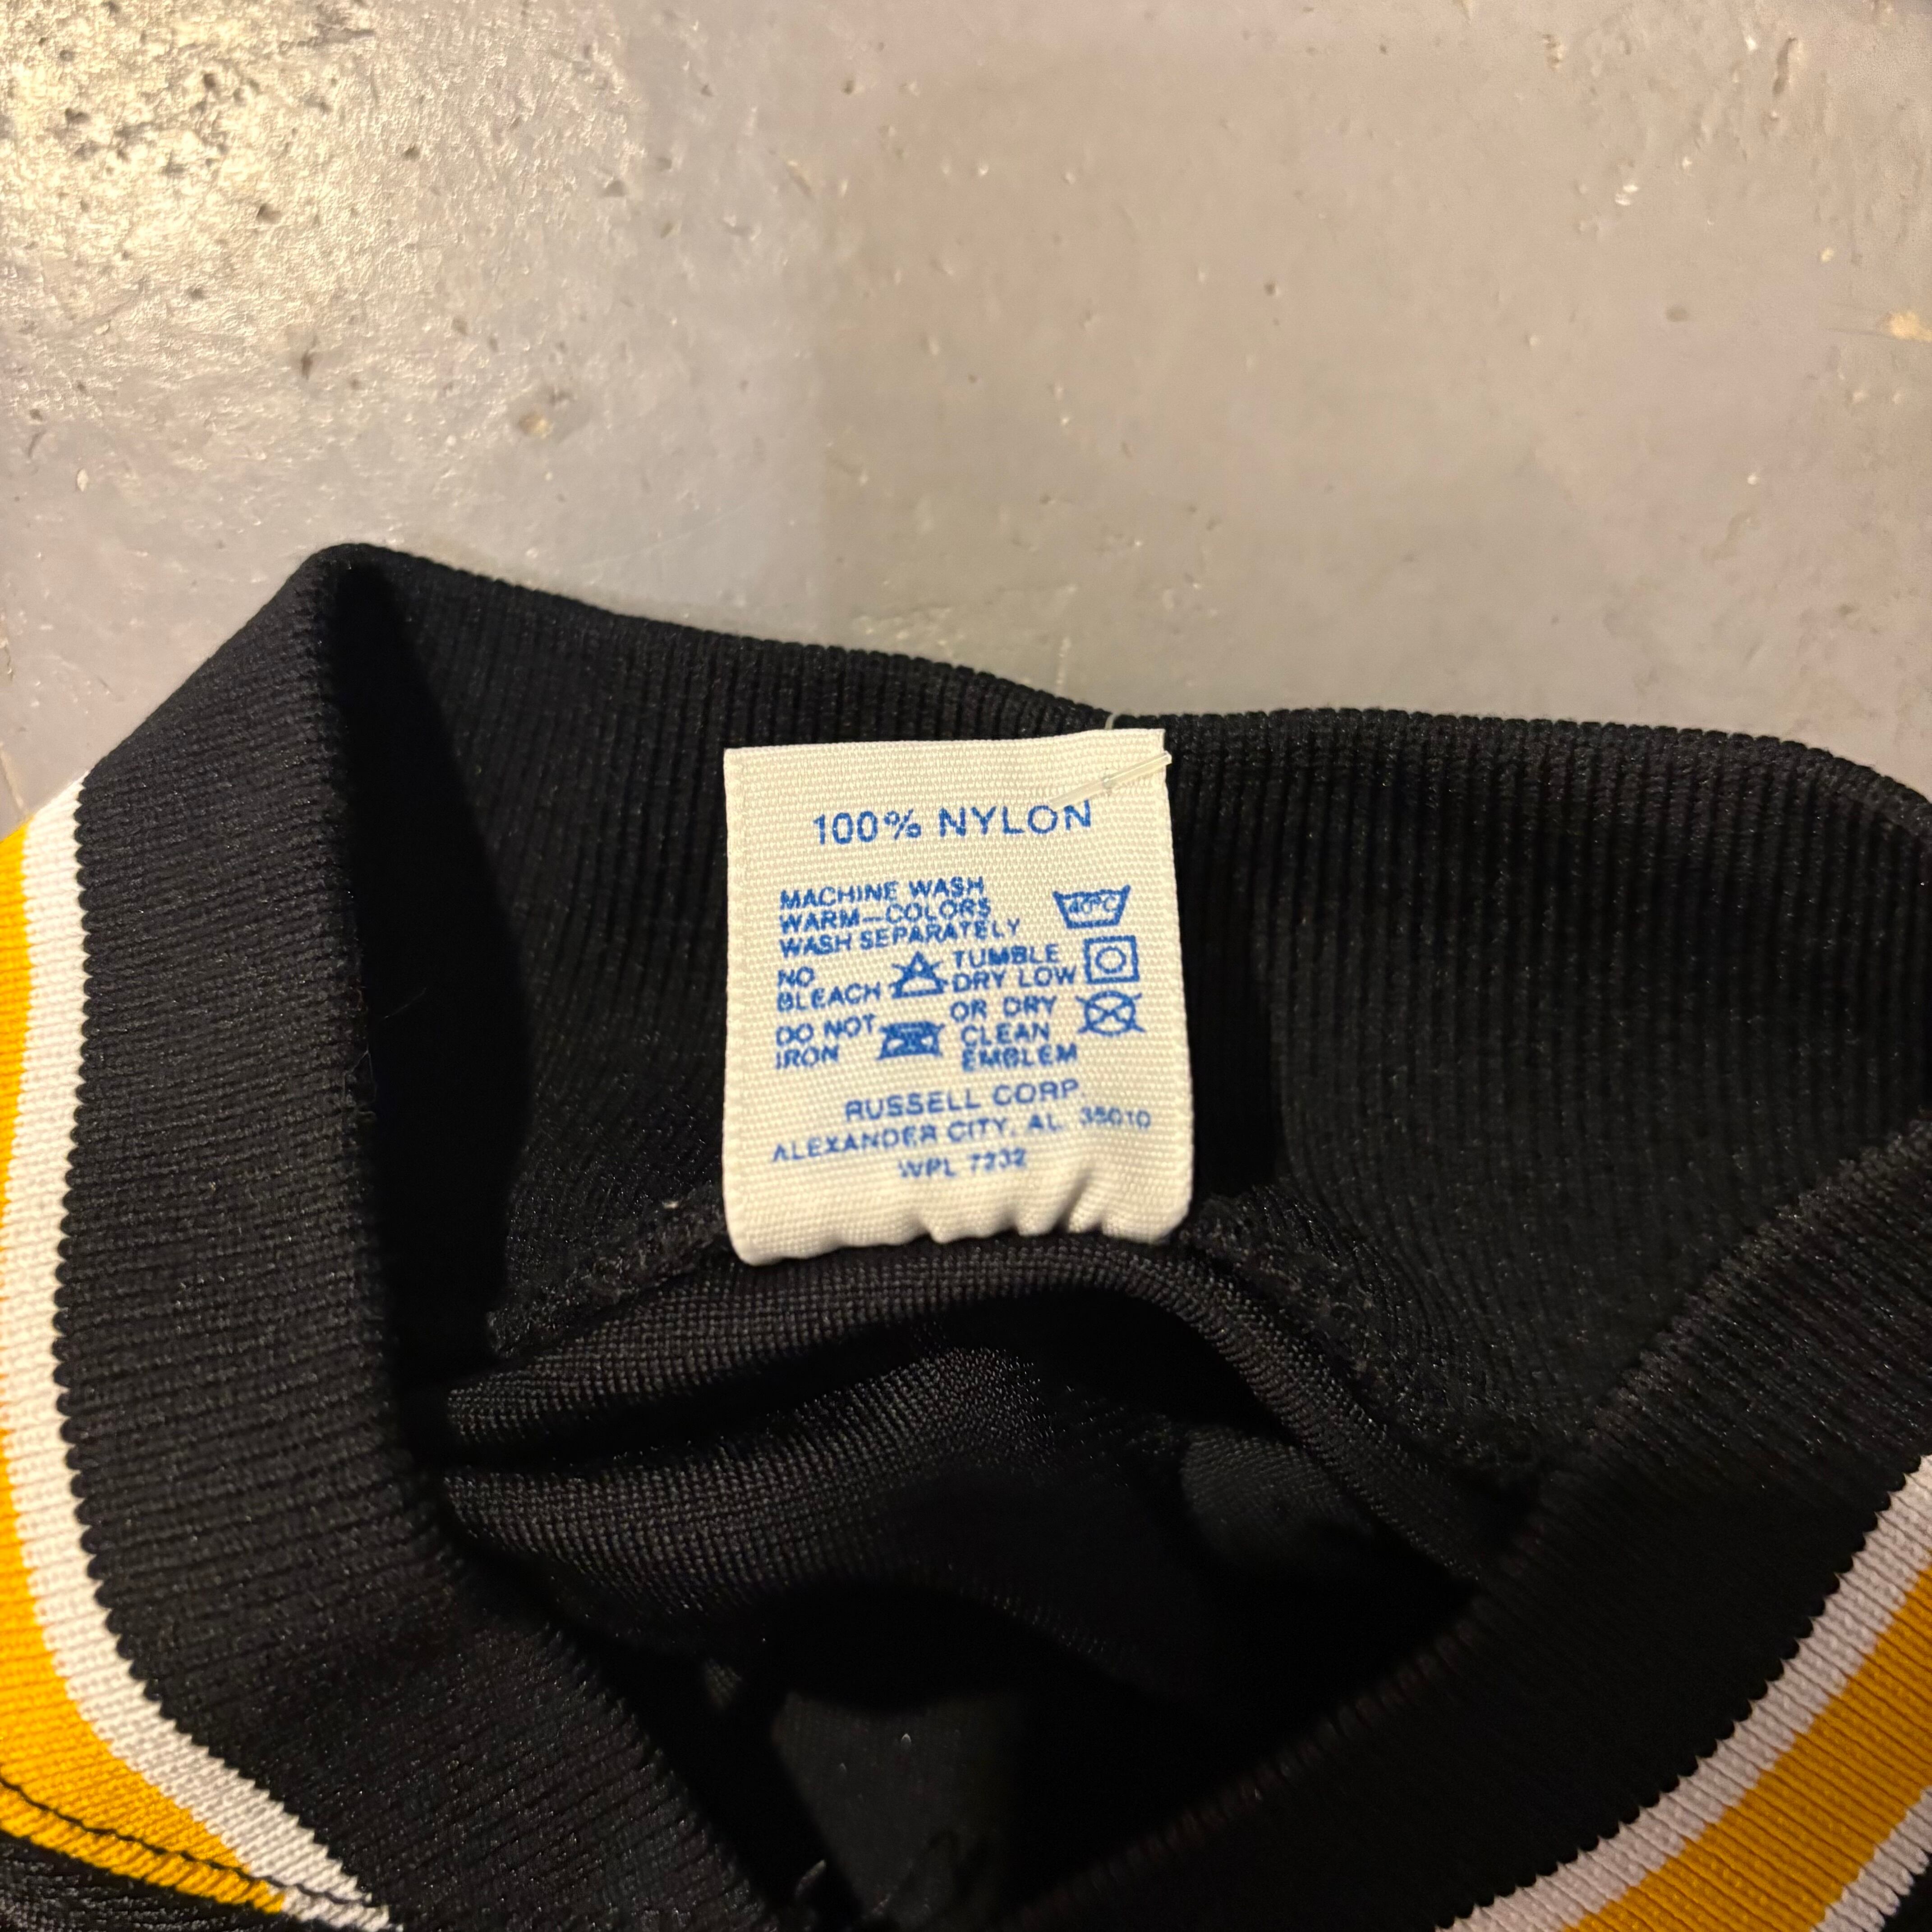 100% NYLON
MACHINE WASH
WARM—COLORS
WASH SEPARATELY
40°C
NO
BLEACH
TUMBLE
DRY LOW
DO NOT
IRON
OR DRY
CLEAN
EMBLEM
RUSSELL CORP.
ALEXANDER CITY, AL 35010
WPL 7232